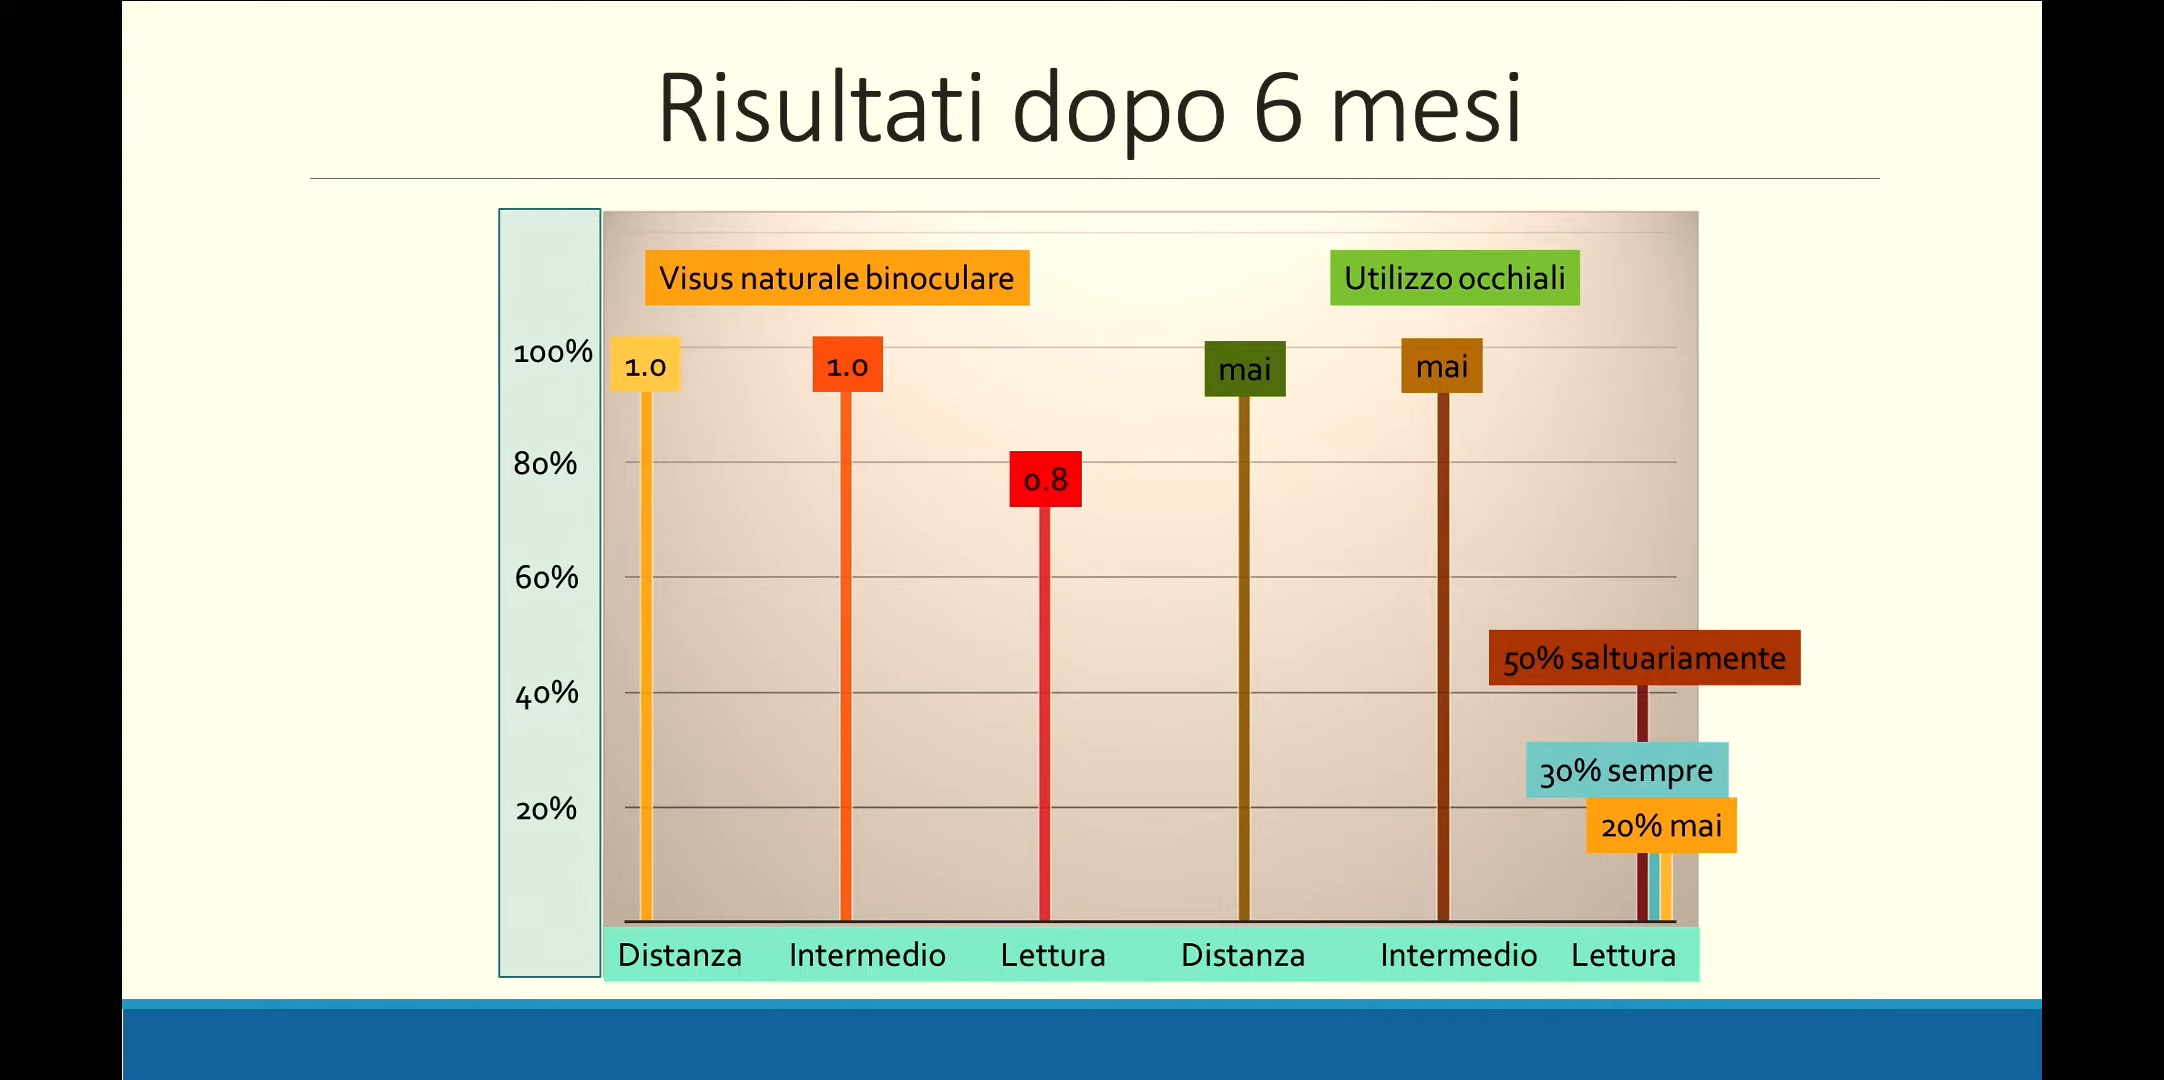 Risultati dopo 6 mesi
Visus naturale binoculare
Utilizzo occhiali
100%
80%
60%
40%
20%
1.0
1.0
0.8
mai
mai
50% saltuariamente
30% sempre
20% mai
Distanza
Intermedio
Lettura
Distanza
Intermedio
Lettura